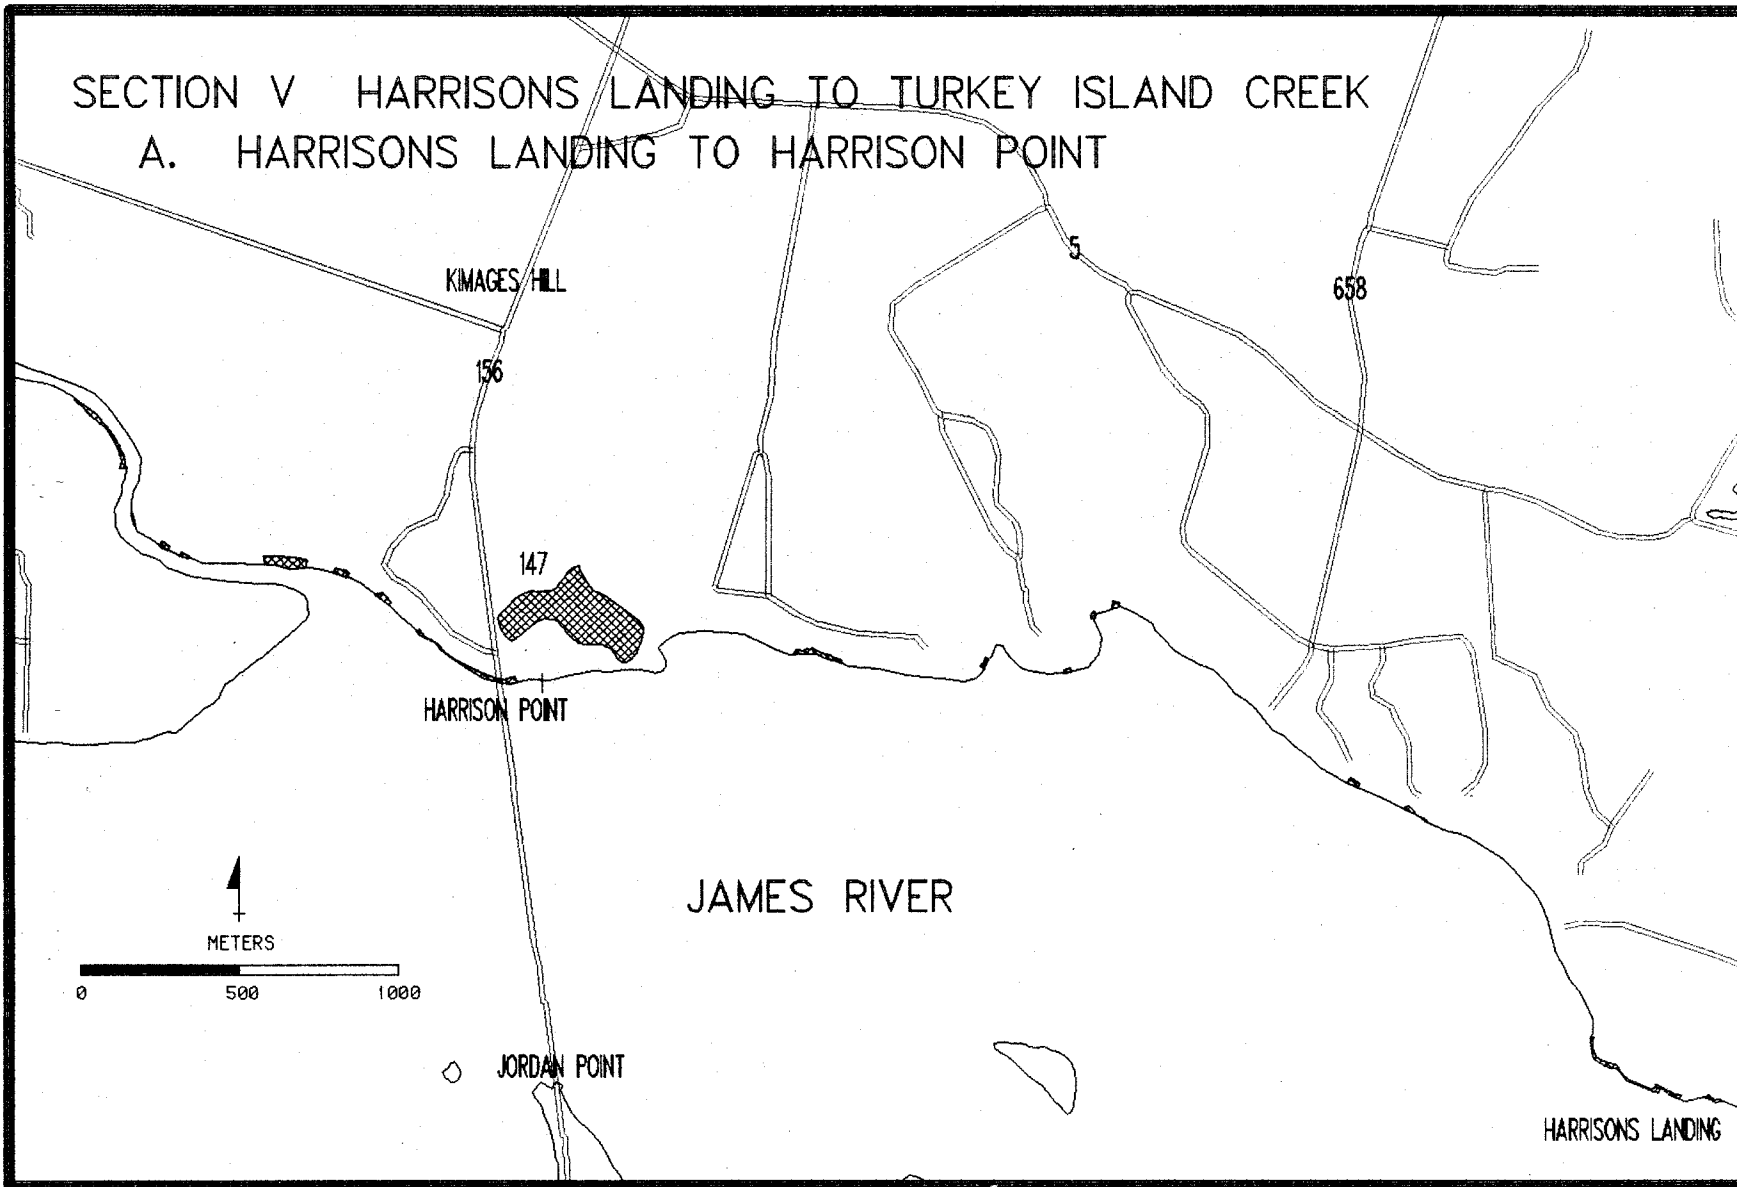 SECTION V HARRISONS LANDING TO TURKEY ISLAND CREEK
A. HARRISONS LANDING TO HARRISON POINT
5
KIMAGES HILL
658
156
147
HARRISON POINT
JAMES RIVER
METERS
0 500 1000
JORDAN POINT
HARRISONS LANDING